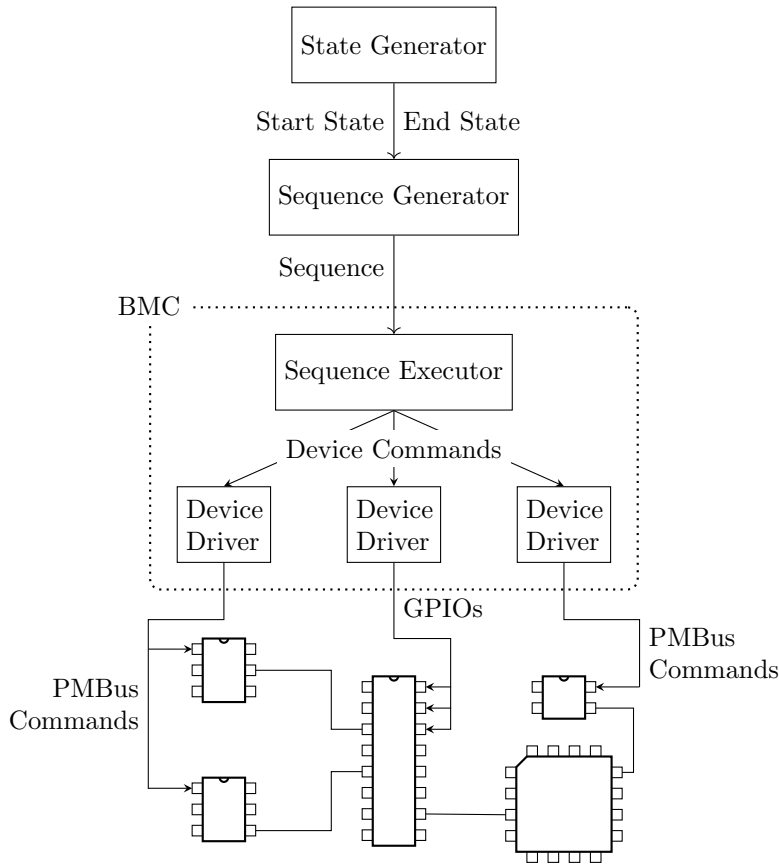 State Generator
Start State
End State
Sequence Generator
Sequence
BMC
Sequence Executor
Device Commands
Device
Driver
Device
Driver
Device
Driver
GPIOs
PMBus
Commands
PMBus
Commands